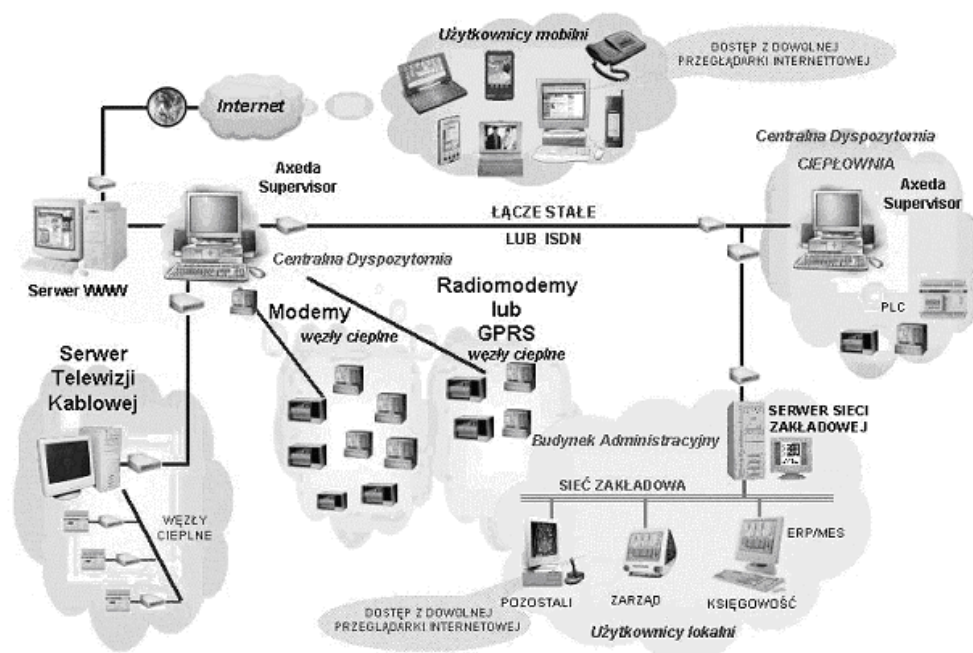 Użytkownicy mobilni
DOSTĘP Z DOWOLNEJ
PRZEGLĄDARKI INTERNETTOWEJ
Internet
Axeda
Supervisor
Centralna Dyspozytornia
CIEPŁOWNIA
Axeda
Supervisor
ŁĄCZE STAŁE
LUB ISDN
Serwer WWW
Centralna Dyspozytornia
PLC
Modemy
węzły cieplne
Radiomodemy
lub
GPRS
węzły cieplne
Serwer
Telewizji
Kablowej
WĘZŁY
CIEPLNE
Budynek Administracyjny
SERWER SIECI
ZAKŁADOWEJ
SIEĆ ZAKŁADOWA
ERP/MES
POZOSTALI
ZARZĄD
KSIĘGOWOŚĆ
DOSTĘP Z DOWOLNEJ
PRZEGLĄDARKI INTERNETOWEJ
Użytkownicy lokalni